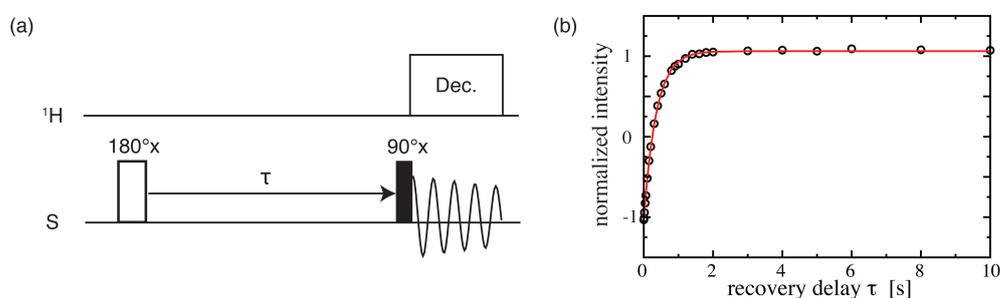 (a)
Dec.
¹H
180°x
90°x
τ
S
(b)
normalized intensity
1
0
-1
0 2 4 6 8 10
recovery delay τ [s]